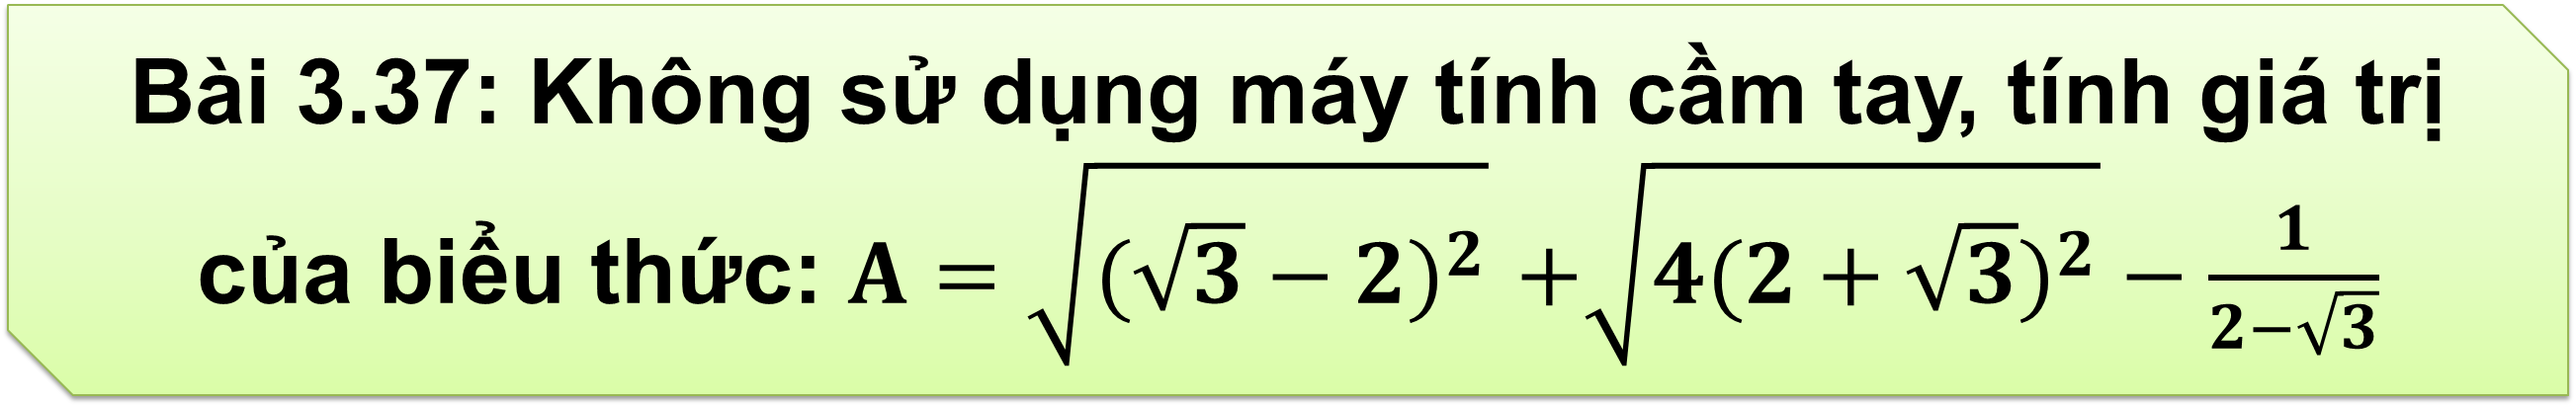 Bài 3.37: Không sử dụng máy tính cầm tay, tính giá trị
của biểu thức: A = √((√3 − 2)²) + √(4(2 + √3)²) − 1/(2−√3)